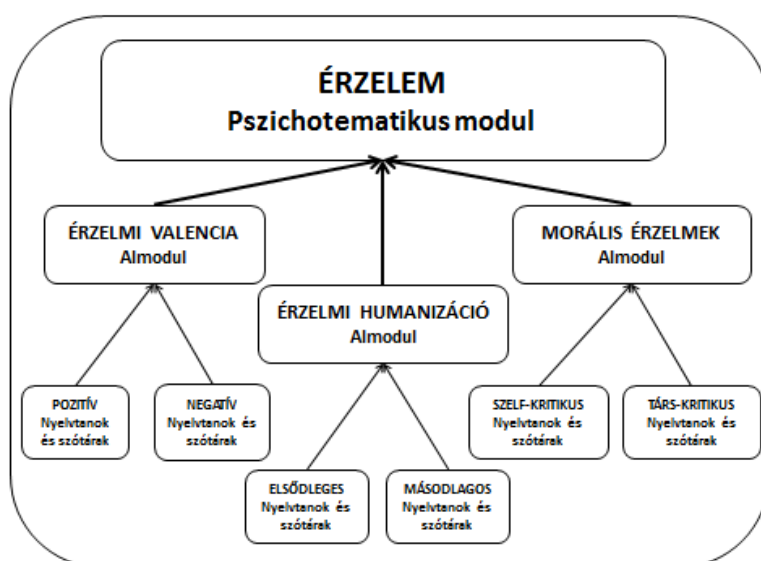 ÉRZELEM
Pszichotematikus modul
ÉRZELMI VALENCIA
Almodul
MORÁLIS ÉRZELMEK
Almodul
ÉRZELMI HUMANIZÁCIÓ
Almodul
POZITÍV
Nyelvtanok
és szótárak
NEGATÍV
Nyelvtanok és
szótárak
SZELF-KRITIKUS
Nyelvtanok és
szótárak
TÁRS-KRITIKUS
Nyelvtanok és
szótárak
ELSŐDLEGES
Nyelvtanok és
szótárak
MÁSODLAGOS
Nyelvtanok és
szótárak